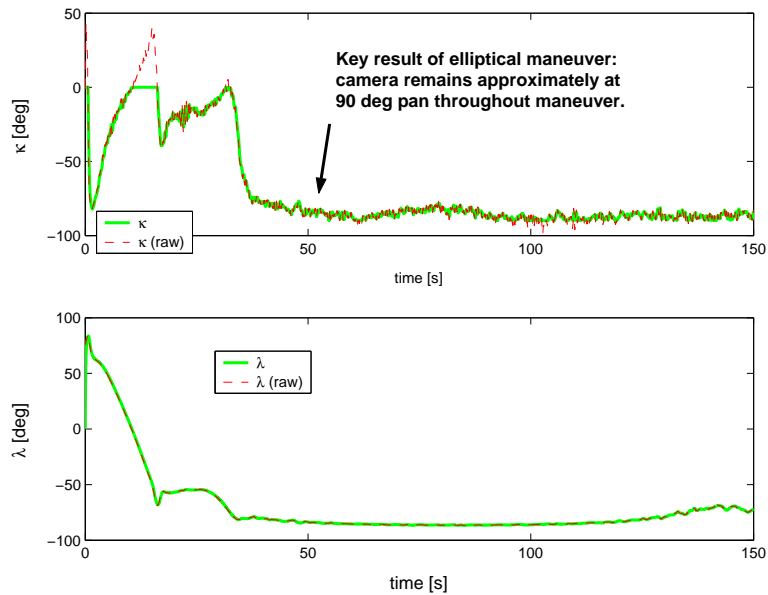 50
0
−50
−100
κ [deg]
Key result of elliptical maneuver:
camera remains approximately at
90 deg pan throughout maneuver.
κ
κ (raw)
0
50
100
150
time [s]
100
50
0
−50
−100
λ [deg]
λ
λ (raw)
0
50
100
150
time [s]